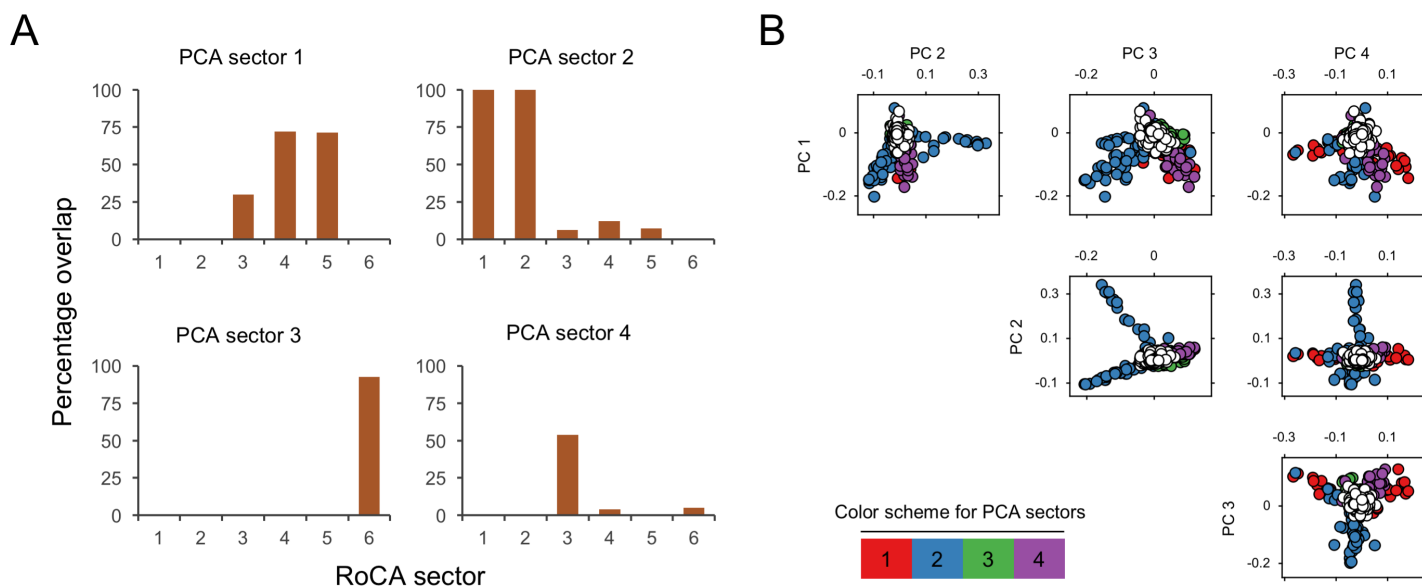 A
PCA sector 1
PCA sector 2
Percentage overlap
100
75
50
25
0
1 2 3 4 5 6
100
75
50
25
0
1 2 3 4 5 6
PCA sector 3
PCA sector 4
100
75
50
25
0
1 2 3 4 5 6
100
75
50
25
0
1 2 3 4 5 6
RoCA sector
B
PC 2
-0.1 0.1 0.3
PC 3
-0.2 0
PC 4
-0.3 -0.1 0.1
PC 1
0
-0.2
0
-0.2
0
-0.2
-0.2 0
-0.3 -0.1 0.1
PC 2
0.3
0.1
-0.1
0.3
0.1
-0.1
-0.3 -0.1 0.1
PC 3
0
-0.2
Color scheme for PCA sectors
1 2 3 4